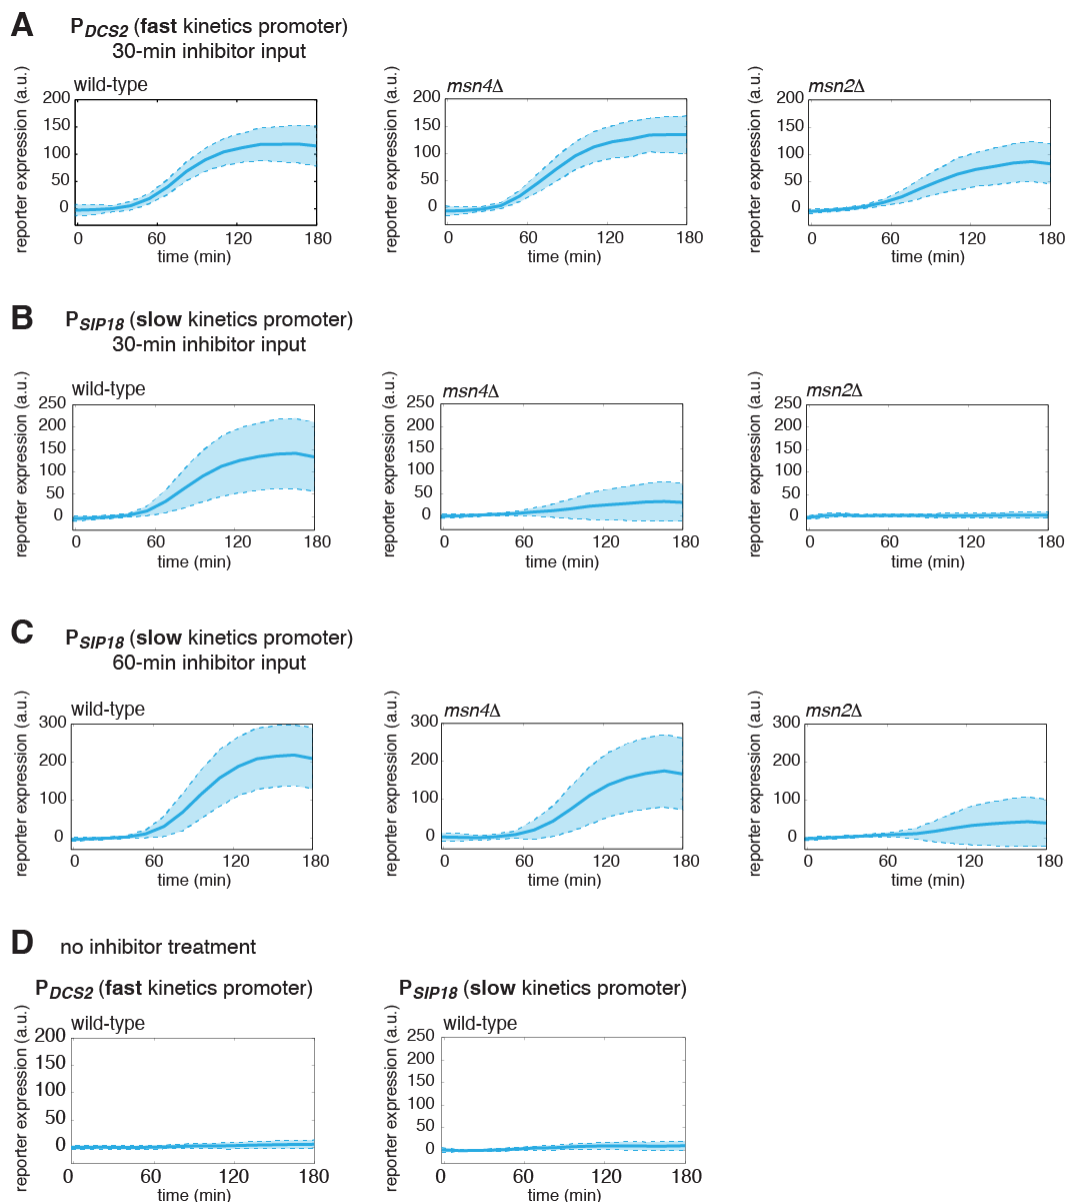 A
P_DCS2 (fast kinetics promoter)
30-min inhibitor input
wild-type
reporter expression (a.u.)
200
150
100
50
0
0 60 120 180
time (min)
msn4Δ
reporter expression (a.u.)
200
150
100
50
0
0 60 120 180
time (min)
msn2Δ
reporter expression (a.u.)
200
150
100
50
0
0 60 120 180
time (min)
B
P_SIP18 (slow kinetics promoter)
30-min inhibitor input
wild-type
reporter expression (a.u.)
250
200
150
100
50
0
0 60 120 180
time (min)
msn4Δ
reporter expression (a.u.)
250
200
150
100
50
0
0 60 120 180
time (min)
msn2Δ
reporter expression (a.u.)
250
200
150
100
50
0
0 60 120 180
time (min)
C
P_SIP18 (slow kinetics promoter)
60-min inhibitor input
wild-type
reporter expression (a.u.)
300
200
100
0
0 60 120 180
time (min)
msn4Δ
reporter expression (a.u.)
300
200
100
0
0 60 120 180
time (min)
msn2Δ
reporter expression (a.u.)
300
200
100
0
0 60 120 180
time (min)
D
no inhibitor treatment
P_DCS2 (fast kinetics promoter)
wild-type
reporter expression (a.u.)
200
150
100
50
0
0 60 120 180
time (min)
P_SIP18 (slow kinetics promoter)
wild-type
reporter expression (a.u.)
250
200
150
100
50
0
0 60 120 180
time (min)